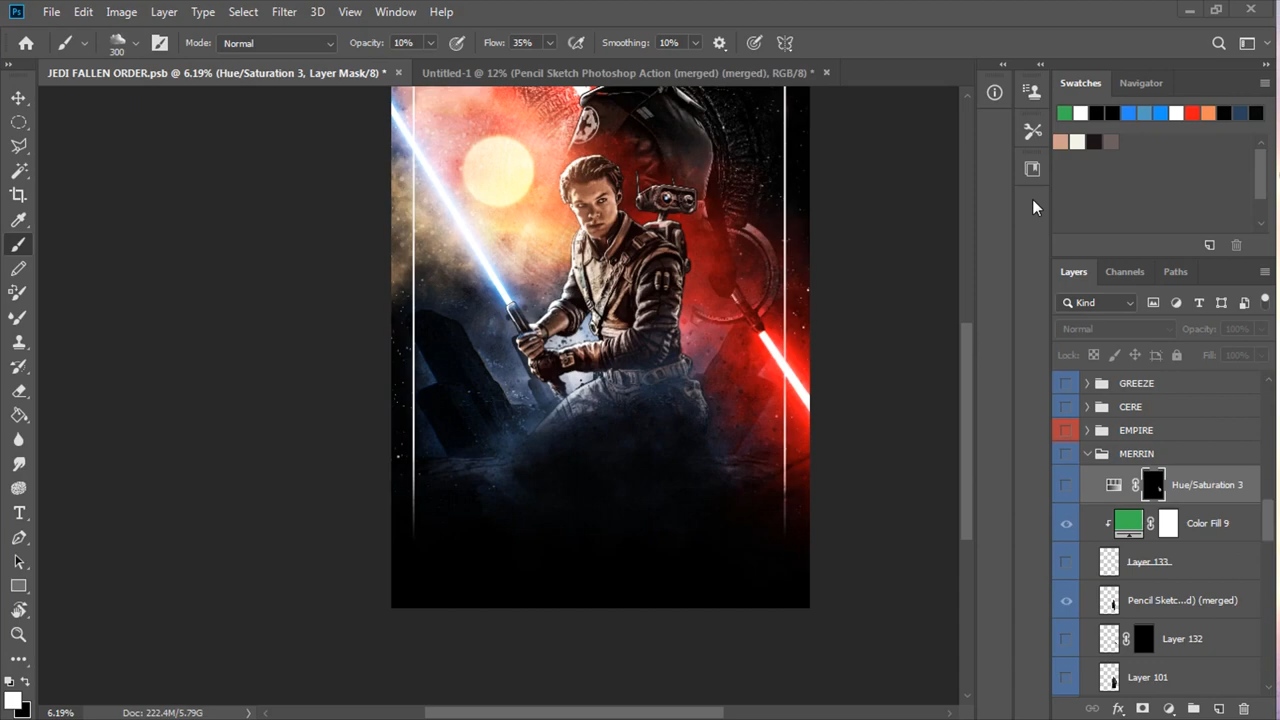 Ps File Edit Image Layer Type Select Filter 3D View Window Help
300 Mode: Normal Opacity: 10% Flow: 35% Smoothing: 10%
JEDI FALLEN ORDER.psb @ 6.19% (Hue/Saturation 3, Layer Mask/8) * × Untitled-1 @ 12% (Pencil Sketch Photoshop Action (merged) (merged), RGB/8) * ×
Swatches Navigator
Layers Channels Paths
Kind
Normal Opacity: 100%
Lock: Fill: 100%
GREEZE
CERE
EMPIRE
MERRIN
Hue/Saturation 3
Color Fill 9
Layer 133
Pencil Sketc...d) (merged)
Layer 132
Layer 101
6.19% Doc: 222.4M/5.79G